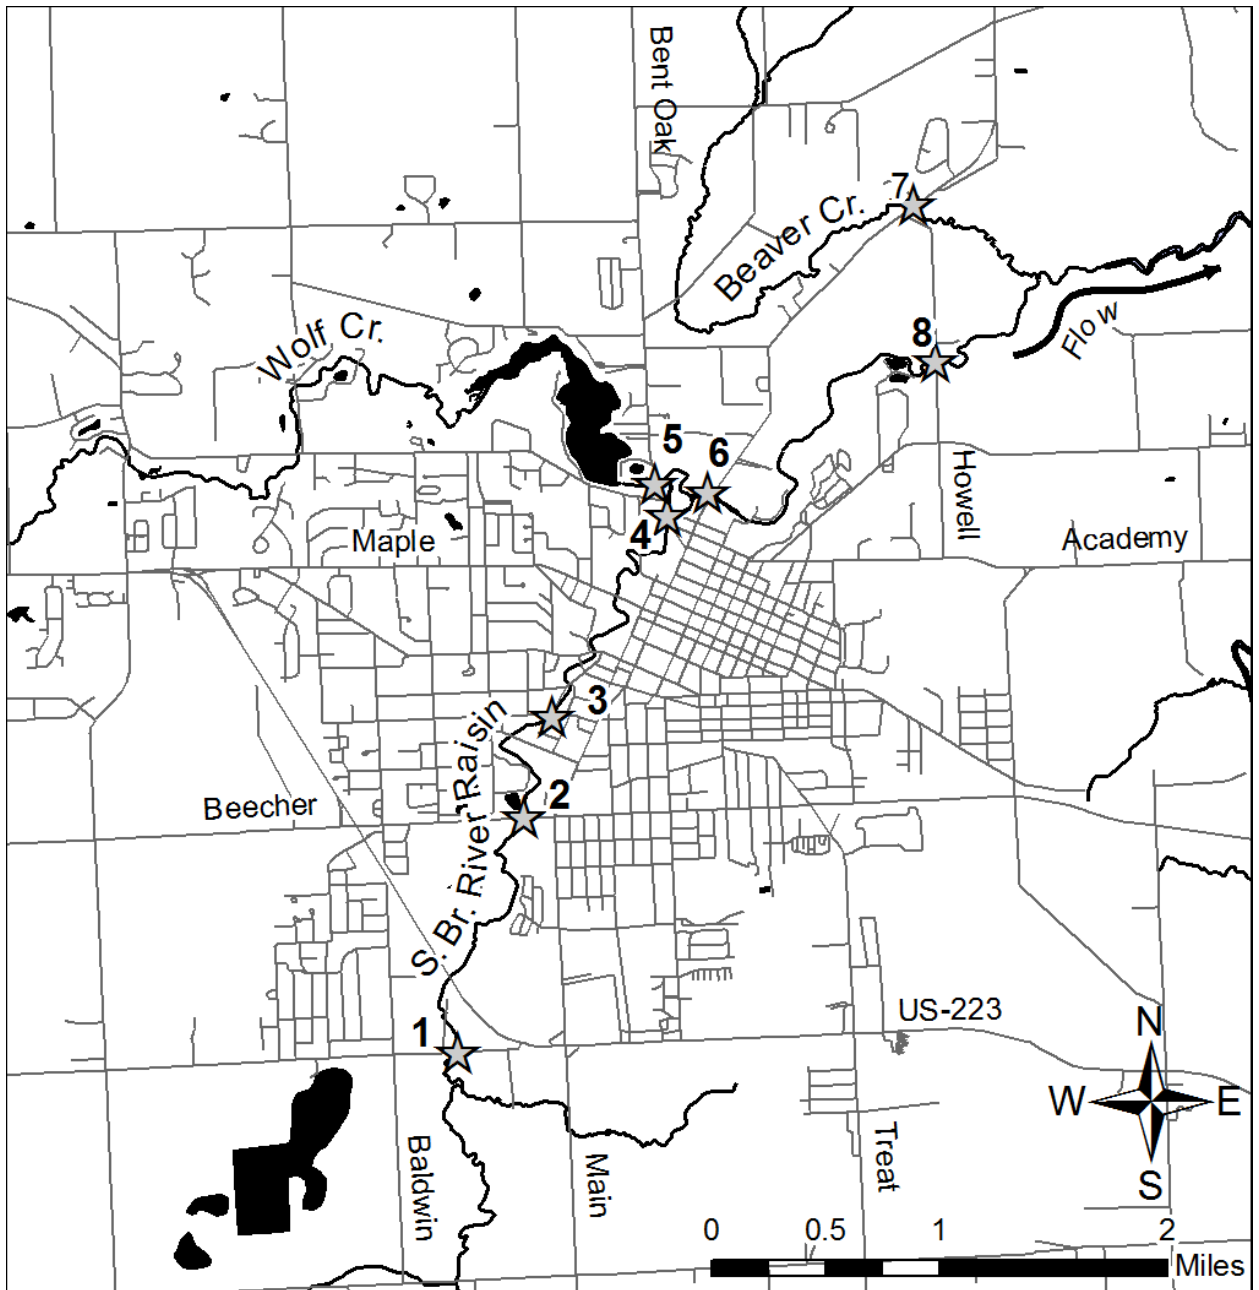 Bent Oak
7
Beaver Cr.
Wolf Cr.
Flow
8
5
6
4
Howell
Maple
Academy
3
S. Br. River Raisin
2
Beecher
1
US-223
N
W
E
S
Baldwin
Main
Treat
0
0.5
1
2
Miles